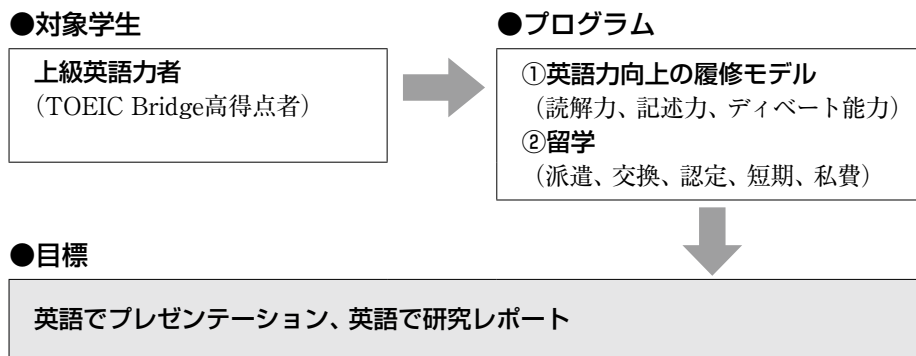 ●対象学生
上級英語力者
（TOEIC Bridge高得点者）
●プログラム
①英語力向上の履修モデル
（読解力、記述力、ディベート能力）
②留学
（派遣、交換、認定、短期、私費）
●目標
英語でプレゼンテーション、英語で研究レポート